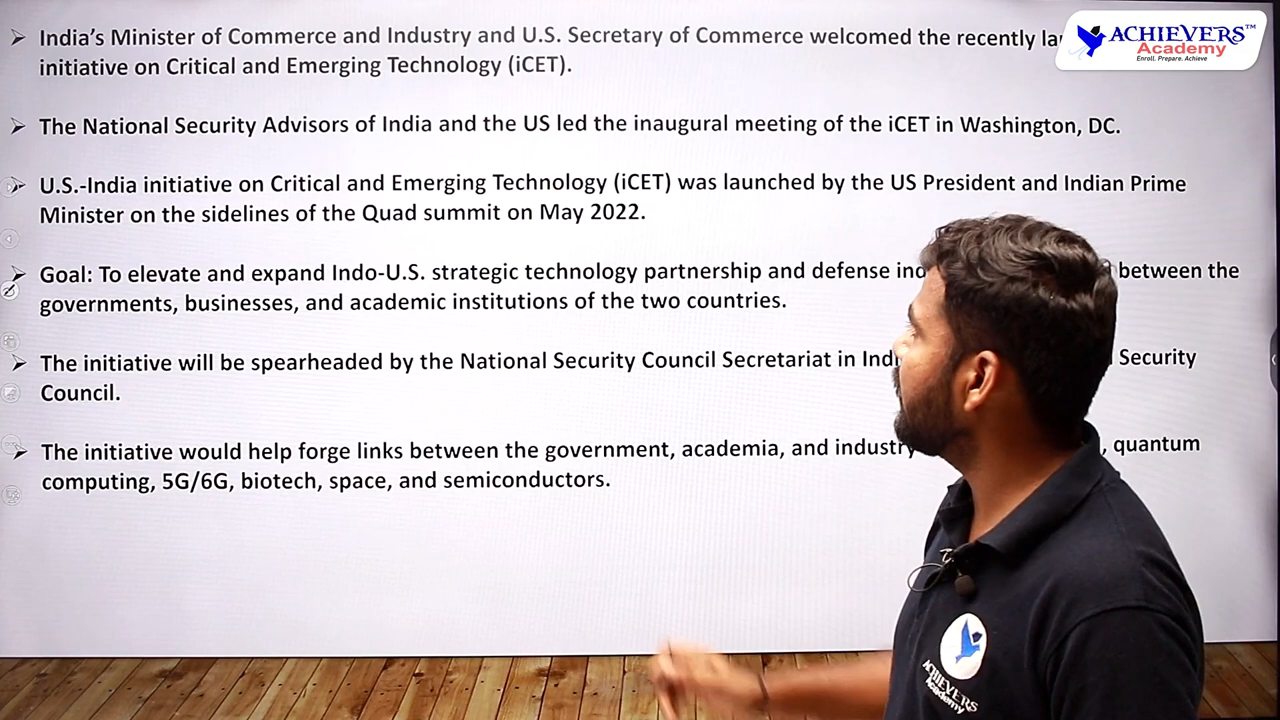 ➢ India's Minister of Commerce and Industry and U.S. Secretary of Commerce welcomed the recently
initiative on Critical and Emerging Technology (iCET).
➢ The National Security Advisors of India and the US led the inaugural meeting of the iCET in Washington, DC.
➢ U.S.-India initiative on Critical and Emerging Technology (iCET) was launched by the US President and Indian Prime
Minister on the sidelines of the Quad summit on May 2022.
➢ Goal: To elevate and expand Indo-U.S. strategic technology partnership and defense between the
governments, businesses, and academic institutions of the two countries.
➢ The initiative will be spearheaded by the National Security Council Secretariat in Security
Council.
➢ The initiative would help forge links between the government, academia, and industry , quantum
computing, 5G/6G, biotech, space, and semiconductors.
ACHIEVERS™
Academy
Enroll. Prepare. Achieve
ACHIEVERS
Academy